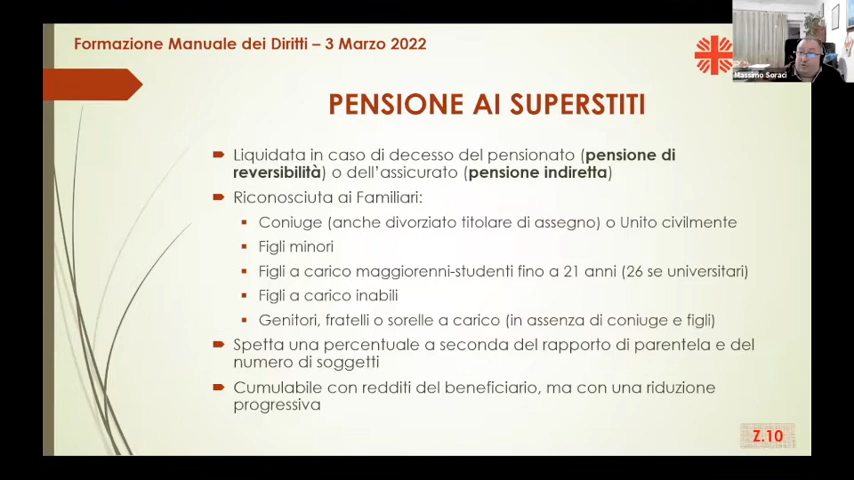 Formazione Manuale dei Diritti – 3 Marzo 2022
Massimo Soraci
PENSIONE AI SUPERSTITI
Liquidata in caso di decesso del pensionato (pensione di
reversibilità) o dell'assicurato (pensione indiretta)
Riconosciuta ai Familiari:
Coniuge (anche divorziato titolare di assegno) o Unito civilmente
Figli minori
Figli a carico maggiorenni-studenti fino a 21 anni (26 se universitari)
Figli a carico inabili
Genitori, fratelli o sorelle a carico (in assenza di coniuge e figli)
Spetta una percentuale a seconda del rapporto di parentela e del
numero di soggetti
Cumulabile con redditi del beneficiario, ma con una riduzione
progressiva
Z.10